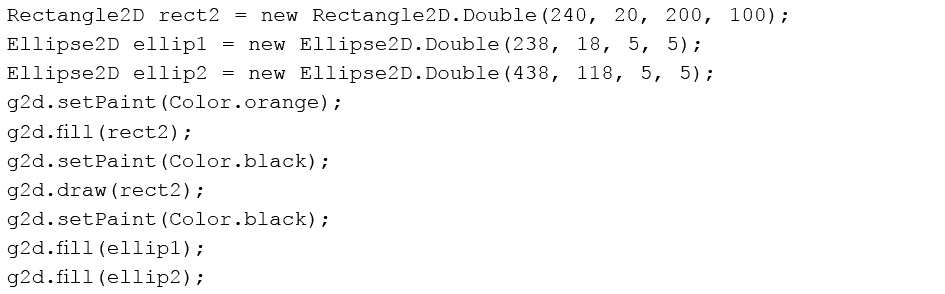 Rectangle2D rect2 = new Rectangle2D.Double(240, 20, 200, 100);
Ellipse2D ellip1 = new Ellipse2D.Double(238, 18, 5, 5);
Ellipse2D ellip2 = new Ellipse2D.Double(438, 118, 5, 5);
g2d.setPaint(Color.orange);
g2d.fill(rect2);
g2d.setPaint(Color.black);
g2d.draw(rect2);
g2d.setPaint(Color.black);
g2d.fill(ellip1);
g2d.fill(ellip2);